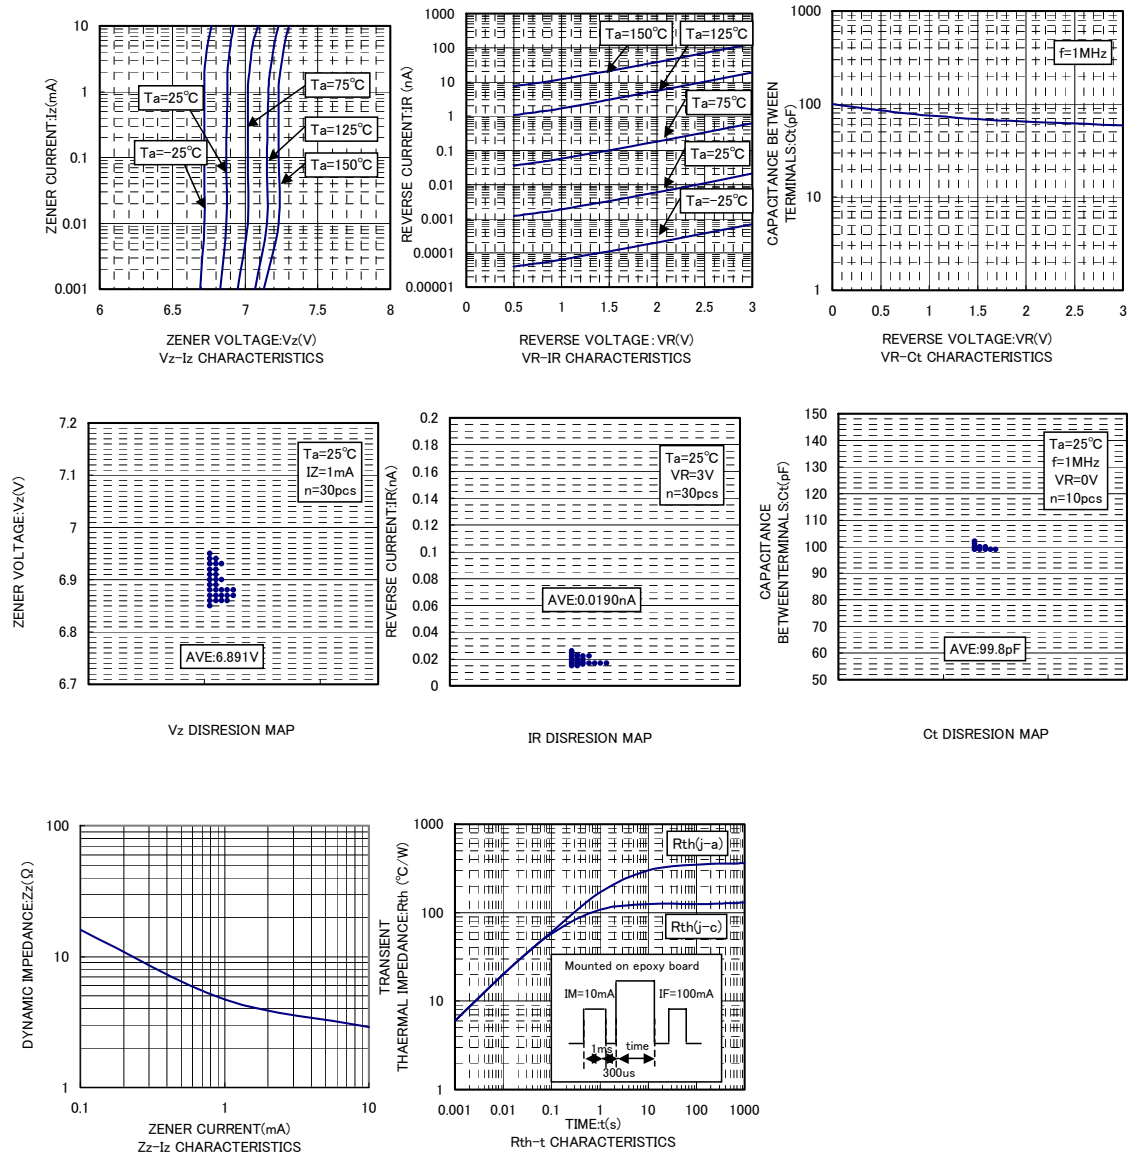 ZENER CURRENT:Iz(mA)
10
1
0.1
0.01
0.001
Ta=25℃
Ta=-25℃
Ta=75℃
Ta=125℃
Ta=150℃
6 6.5 7 7.5 8
ZENER VOLTAGE:Vz(V)
Vz-Iz CHARACTERISTICS
REVERSE CURRENT:IR (nA)
1000
100
10
1
0.1
0.01
0.001
0.0001
0.00001
Ta=150℃
Ta=125℃
Ta=75℃
Ta=25℃
Ta=-25℃
0 0.5 1 1.5 2 2.5 3
REVERSE VOLTAGE:VR(V)
VR-IR CHARACTERISTICS
CAPACITANCE BETWEEN
TERMINALS:Ct(pF)
1000
100
10
1
f=1MHz
0 0.5 1 1.5 2 2.5 3
REVERSE VOLTAGE:VR(V)
VR-Ct CHARACTERISTICS
ZENER VOLTAGE:Vz(V)
7.2
7.1
7
6.9
6.8
6.7
Ta=25℃
IZ=1mA
n=30pcs
AVE:6.891V
Vz DISRESION MAP
REVERSE CURRENT:IR(nA)
0.2
0.18
0.16
0.14
0.12
0.1
0.08
0.06
0.04
0.02
0
Ta=25℃
VR=3V
n=30pcs
AVE:0.0190nA
IR DISRESION MAP
CAPACITANCE
BETWEENTERMINALS:Ct(pF)
150
140
130
120
110
100
90
80
70
60
50
Ta=25℃
f=1MHz
VR=0V
n=10pcs
AVE:99.8pF
Ct DISRESION MAP
DYNAMIC IMPEDANCE:Zz(Ω)
100
10
1
0.1 1 10
ZENER CURRENT(mA)
Zz-Iz CHARACTERISTICS
TRANSIENT
THAERMAL IMPEDANCE:Rth (℃/W)
1000
100
10
1
Rth(j-a)
Rth(j-c)
Mounted on epoxy board
IM=10mA IF=100mA
1ms time
300us
0.001 0.01 0.1 1 10 100 1000
TIME:t(s)
Rth-t CHARACTERISTICS